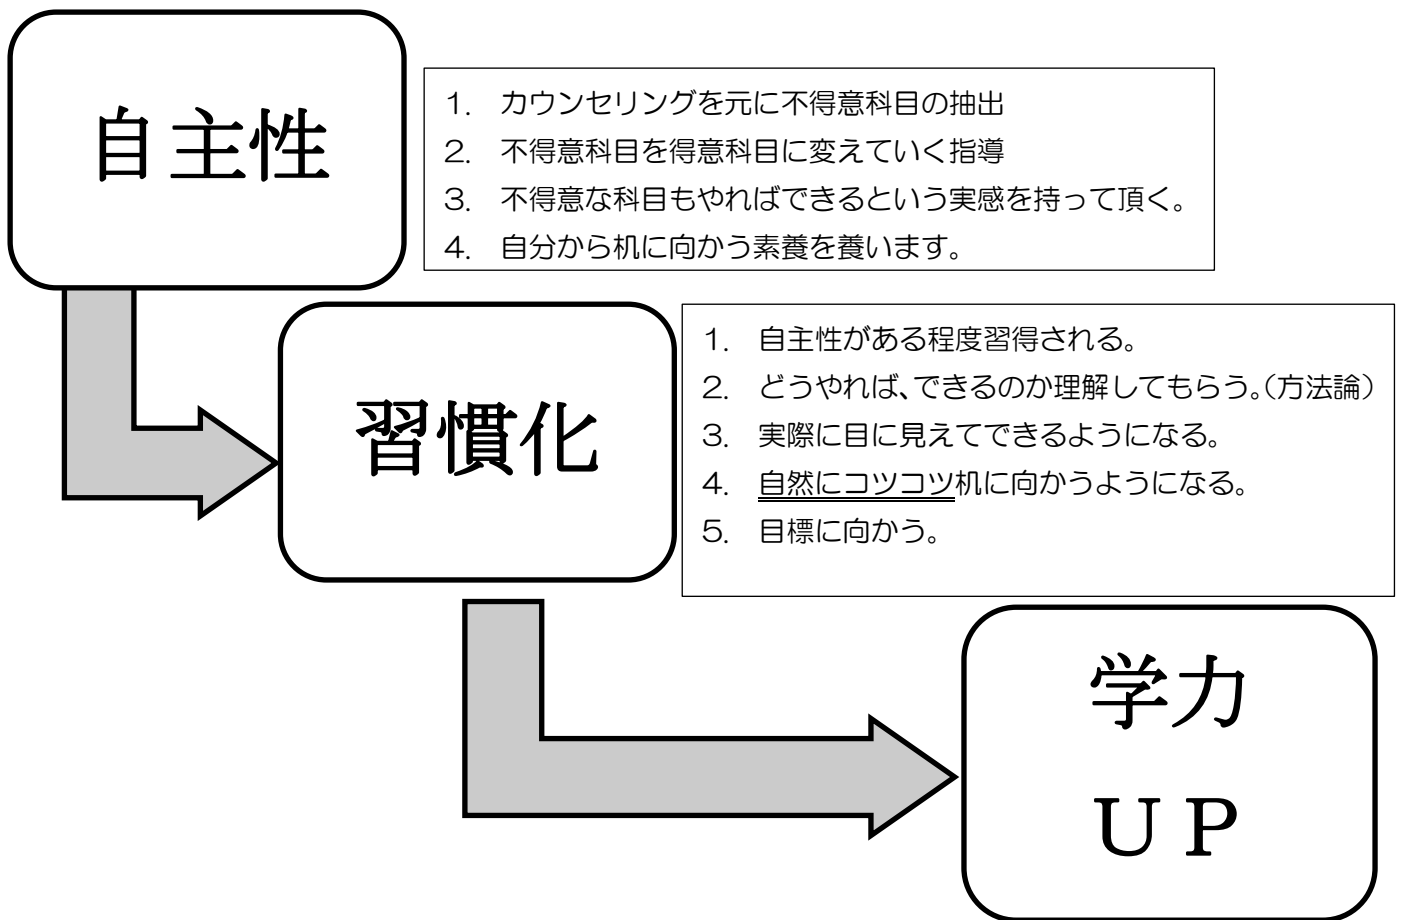 自主性
1. カウンセリングを元に不得意科目の抽出
2. 不得意科目を得意科目に変えていく指導
3. 不得意な科目もやればできるという実感を持って頂く。
4. 自分から机に向かう素養を養います。
習慣化
1. 自主性がある程度習得される。
2. どうやれば、できるのか理解してもらう。（方法論）
3. 実際に目に見えてできるようになる。
4. 自然にコツコツ机に向かうようになる。
5. 目標に向かう。
学力
ＵＰ